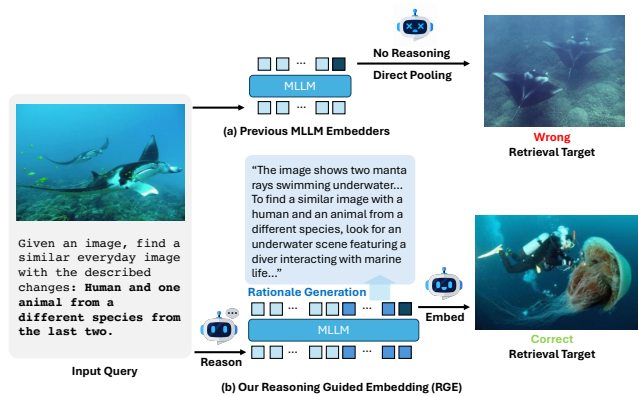 No Reasoning
Direct Pooling
...
MLLM
(a) Previous MLLM Embedders
Wrong
Retrieval Target
Given an image, find a
similar everyday image
with the described
changes: Human and one
animal from a
different species from
the last two.
Input Query
“The image shows two manta
rays swimming underwater...
To find a similar image with a
human and an animal from a
different species, look for an
underwater scene featuring a
diver interacting with marine
life...”
Rationale Generation
... ...
MLLM
... ...
Reason
Embed
Correct
Retrieval Target
(b) Our Reasoning Guided Embedding (RGE)